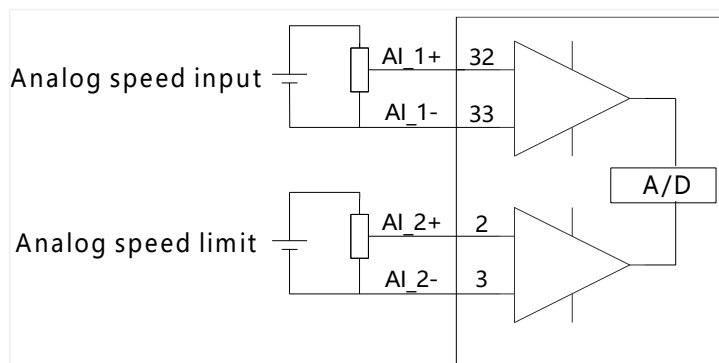 AI_1+ 32
Analog speed input
AI_1- 33
A/D
AI_2+ 2
Analog speed limit
AI_2- 3